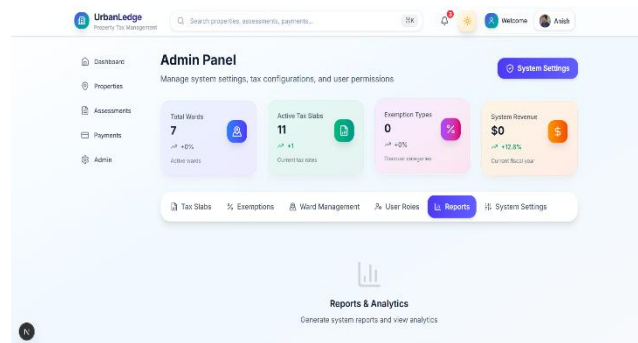 UrbanLedge
Property Tax Management
Search properties, assessments, payments...
⌘K
3
Welcome
Anish
Dashboard
Properties
Assessments
Payments
Admin
Admin Panel
Manage system settings, tax configurations, and user permissions
System Settings
Total Wards
7
+0%
Active wards
Active Tax Slabs
11
+1
Current tax rates
Exemption Types
0
+0%
Discount categories
System Revenue
$0
+12.8%
Current fiscal year
Tax Slabs
Exemptions
Ward Management
User Roles
Reports
System Settings
Reports & Analytics
Generate system reports and view analytics
N